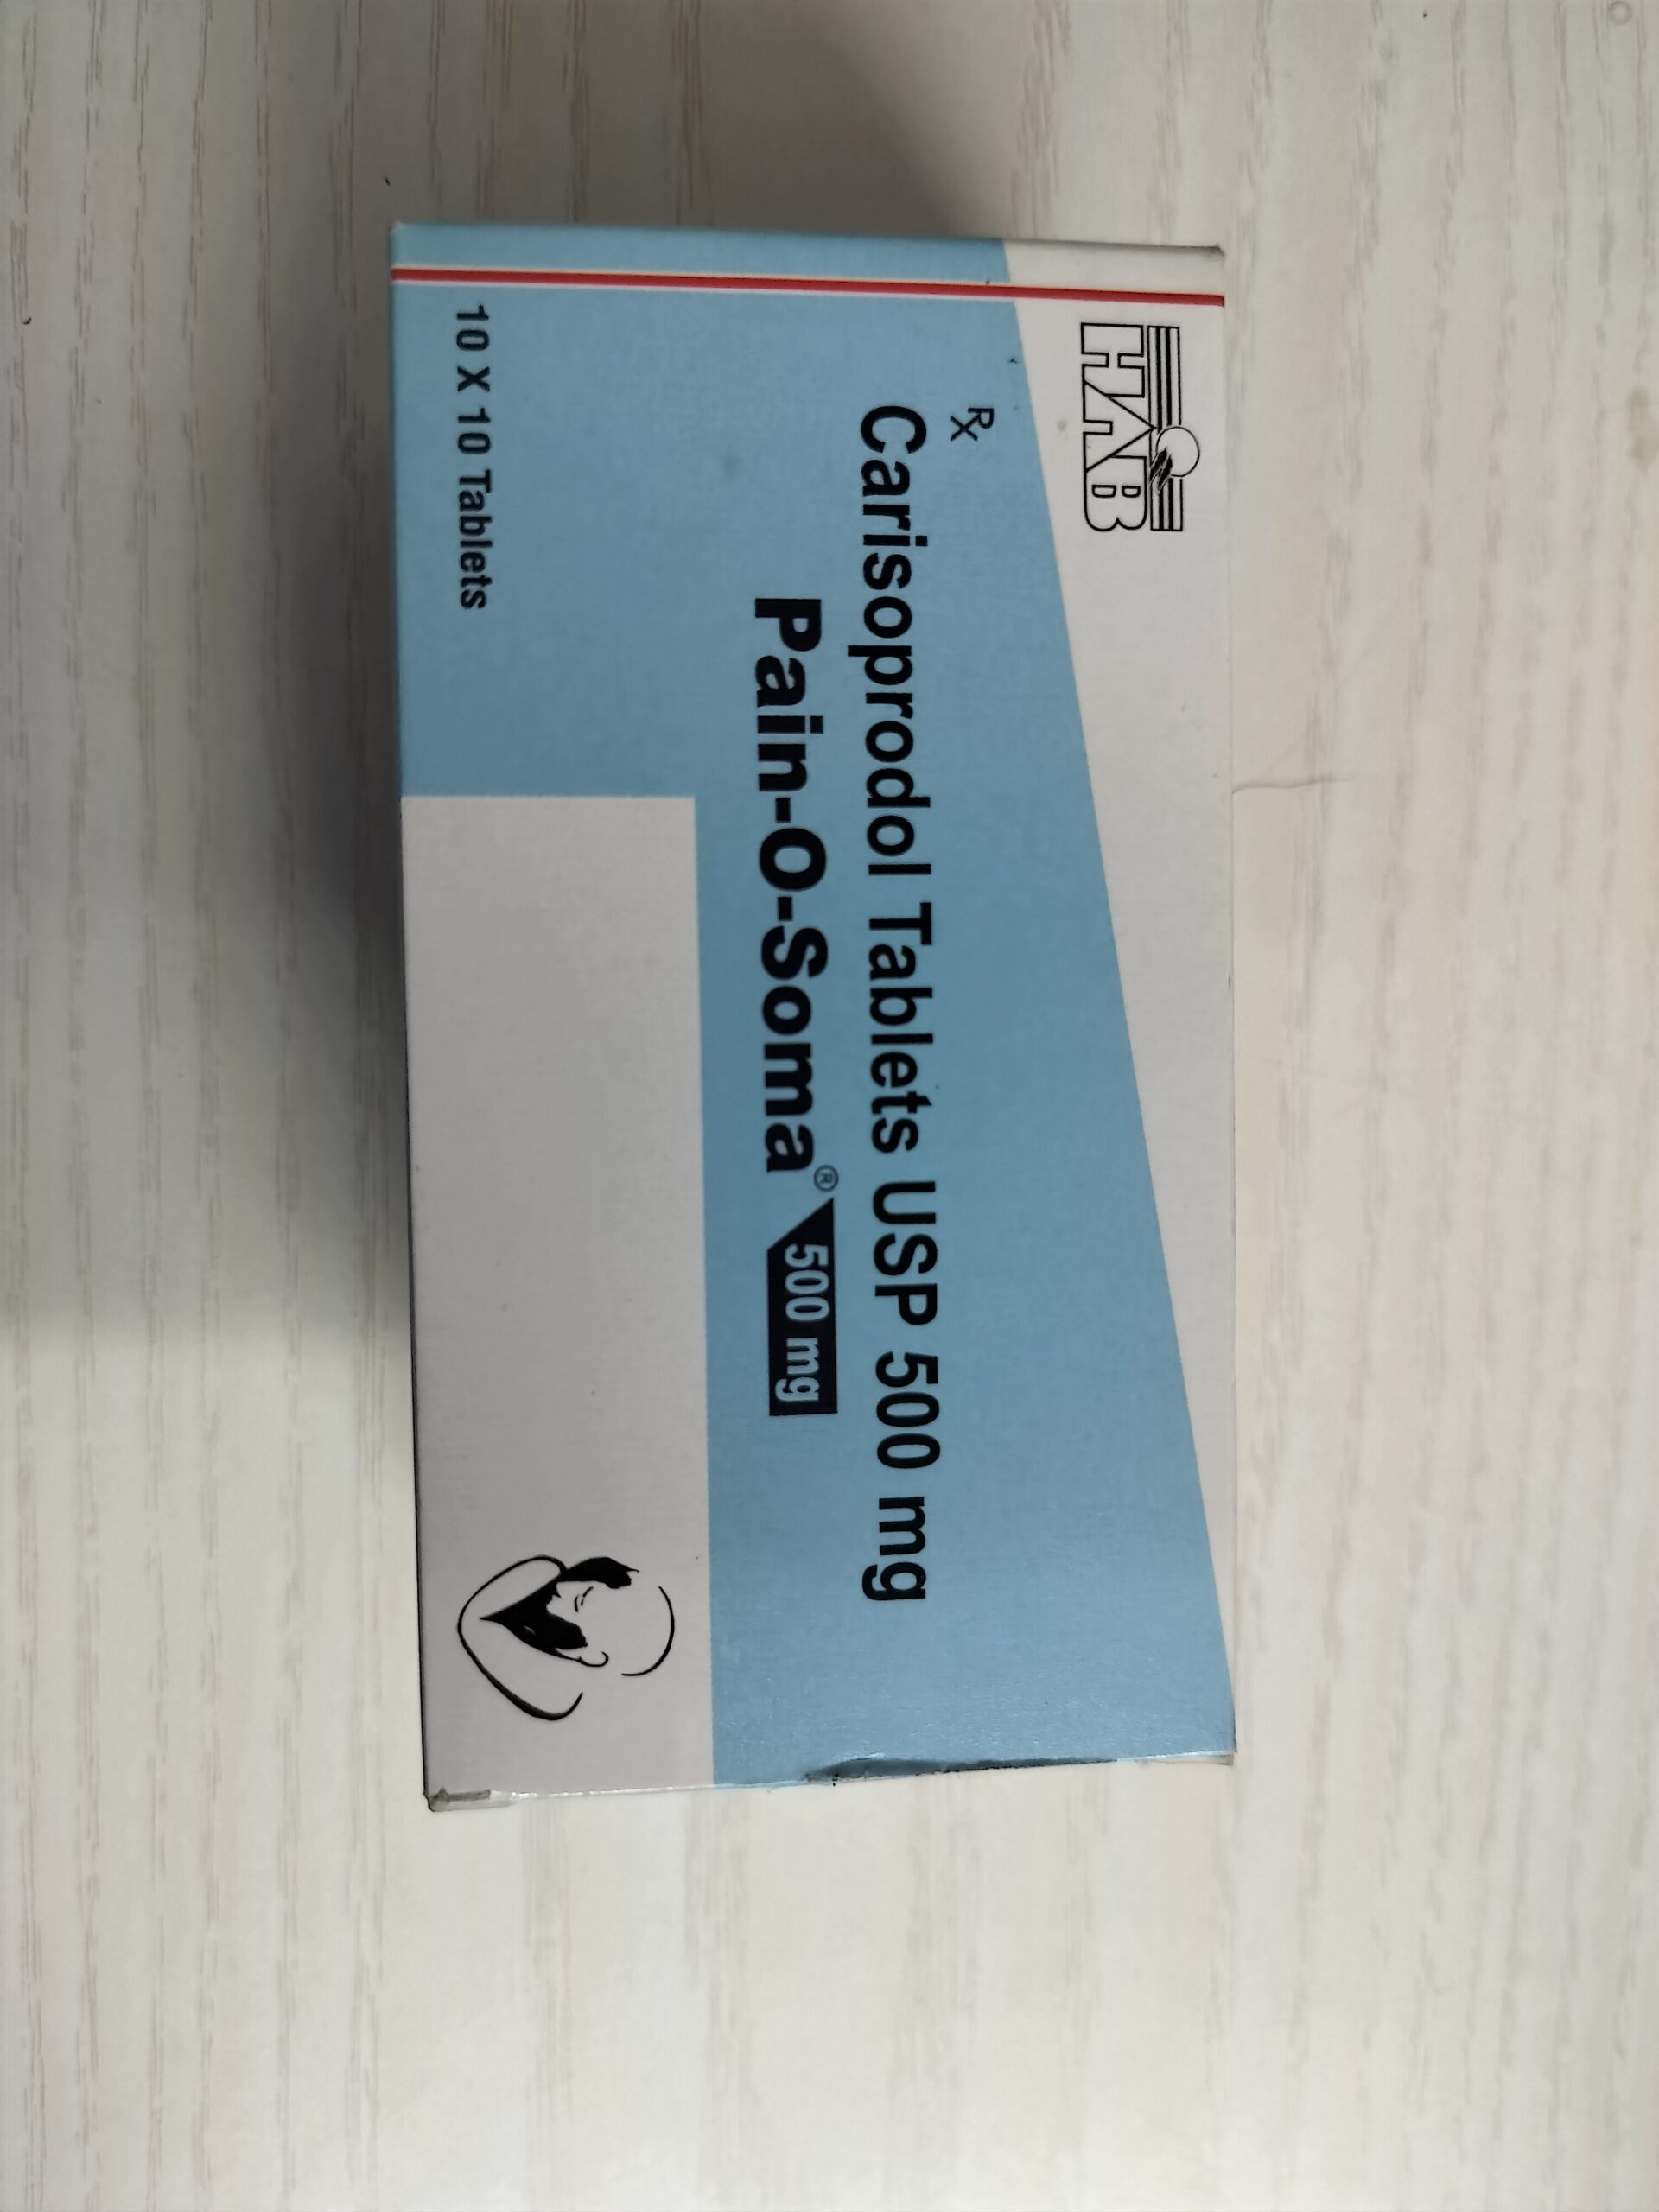 HAB
Rx
Carisoprodol Tablets USP 500 mg
Pain-O-Soma® 500 mg
10 X 10 Tablets